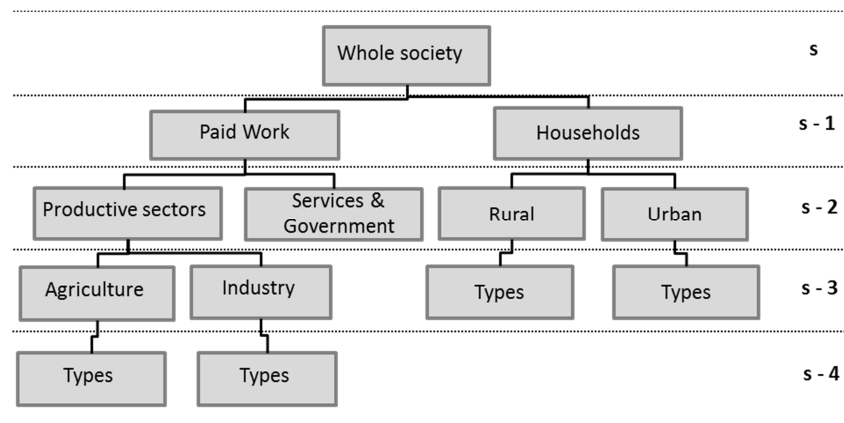 Whole society
s
Paid Work
Households
s - 1
Productive sectors
Services &
Government
Rural
Urban
s - 2
Agriculture
Industry
Types
Types
s - 3
Types
Types
s - 4